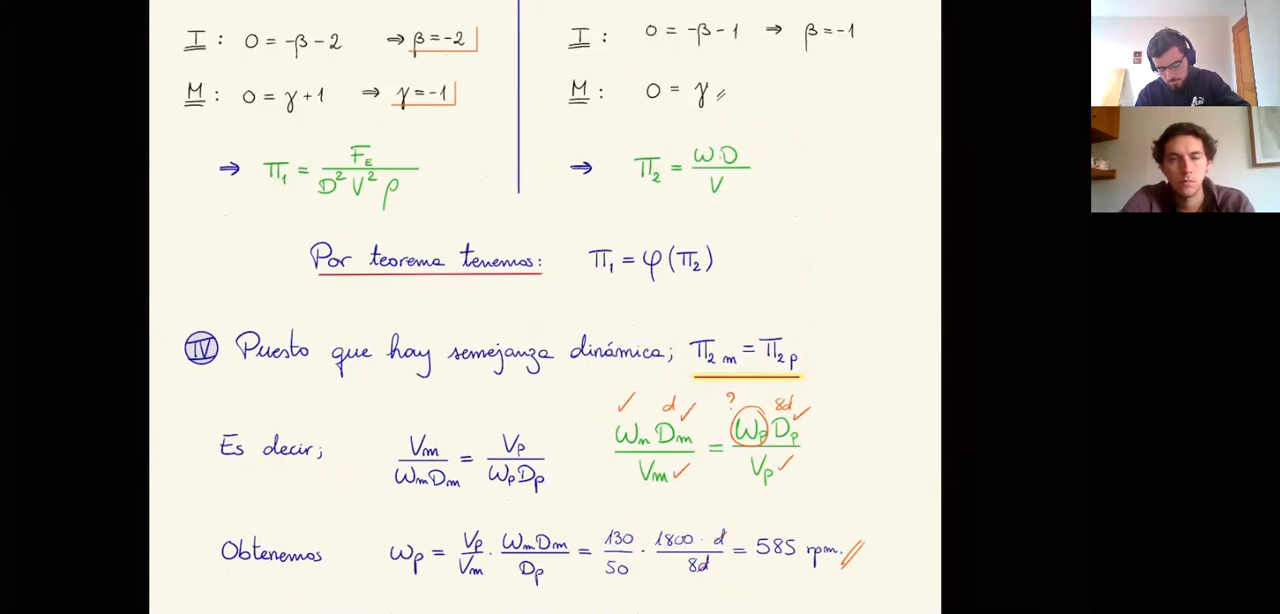 I : 0 = -β - 2 ⇒ β = -2
M : 0 = γ + 1 ⇒ γ = -1
⇒ π₁ = F_E / D² V² ρ
I : 0 = -β - 1 ⇒ β = -1
M : 0 = γ
⇒ π₂ = ω·D / V
Por teorema tenemos: π₁ = φ(π₂)
IV Puesto que hay semejanza dinámica; π₂ m = π₂ p
✓ d ✓ ? 8d ✓
Es decir; Vm / ωm Dm = Vp / ωp Dp ωm Dm / Vm ✓ = ωp Dp / Vp ✓
Obtenemos ωp = Vp / Vm · ωm Dm / Dp = 130 / 50 · 1800 · d / 8d = 585 rpm.